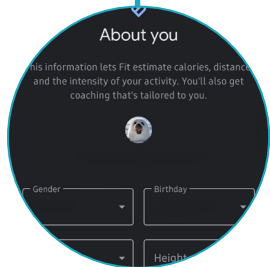 About you
his information lets Fit estimate calories, distance
and the intensity of your activity. You'll also get
coaching that's tailored to you.
Gender
Birthday
Height